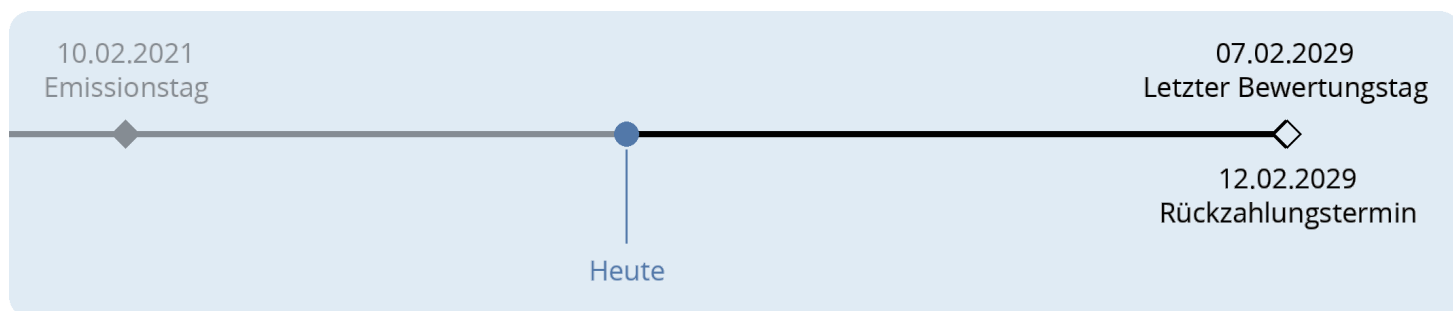 10.02.2021
Emissionstag
07.02.2029
Letzter Bewertungstag
12.02.2029
Rückzahlungstermin
Heute